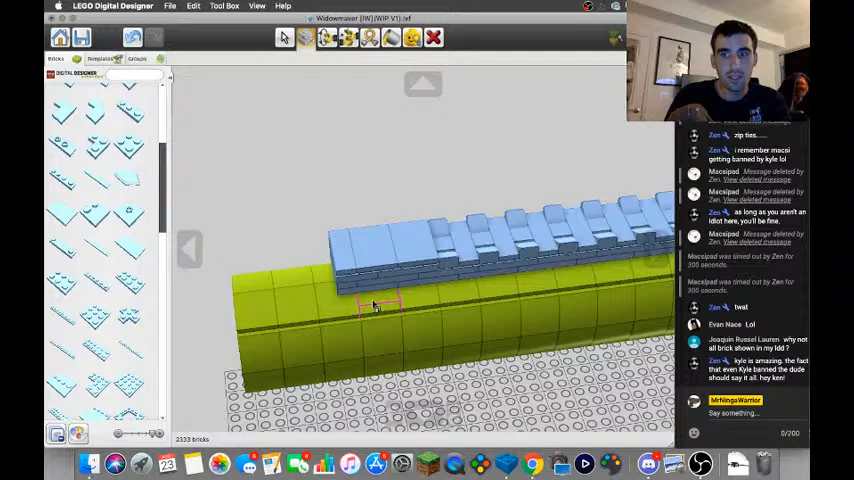 LEGO Digital Designer File Edit Tool Box View Help
Widowmaker [IW](WIP V1).lxf
Bricks Templates Groups
DIGITAL DESIGNER
2333 bricks
Zen zip ties......
Zen i remember macsi
getting banned by kyle lol
Macsipad Message deleted by
Zen. View deleted message
Macsipad Message deleted by
Zen. View deleted message
Zen as long as you aren't an
idiot here, you'll be fine.
Macsipad Message deleted by
Zen. View deleted message
Macsipad was timed out by Zen for
300 seconds.
Macsipad was timed out by Zen for
300 seconds.
Zen twat
Evan Nace Lol
Joaquin Russel Lauren why not
all brick shown in my ldd ?
Zen kyle is amazing. the fact
that even Kyle banned the dude
should say it all. hey ken!
MrNingaWarrior
Say something...
0/200